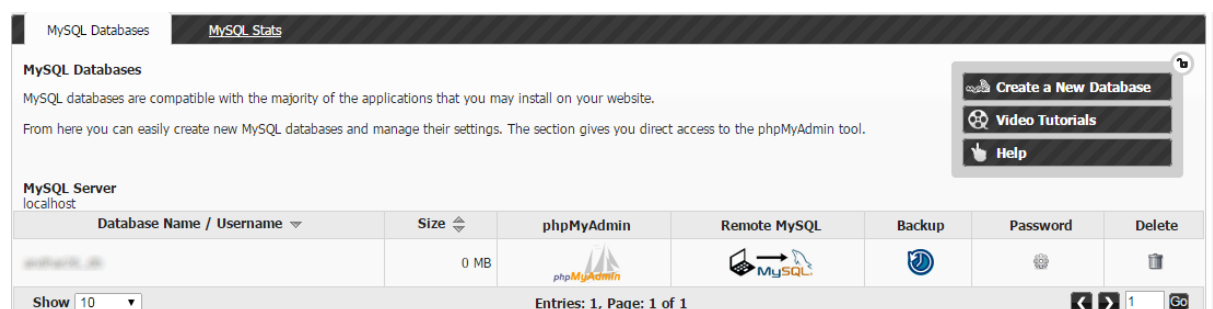 MySQL Databases MySQL Stats
MySQL Databases
MySQL databases are compatible with the majority of the applications that you may install on your website.
From here you can easily create new MySQL databases and manage their settings. The section gives you direct access to the phpMyAdmin tool.
Create a New Database
Video Tutorials
Help
MySQL Server
localhost
Database Name / Username Size phpMyAdmin Remote MySQL Backup Password Delete
0 MB phpMyAdmin MySQL
Show 10 Entries: 1, Page: 1 of 1 1 Go